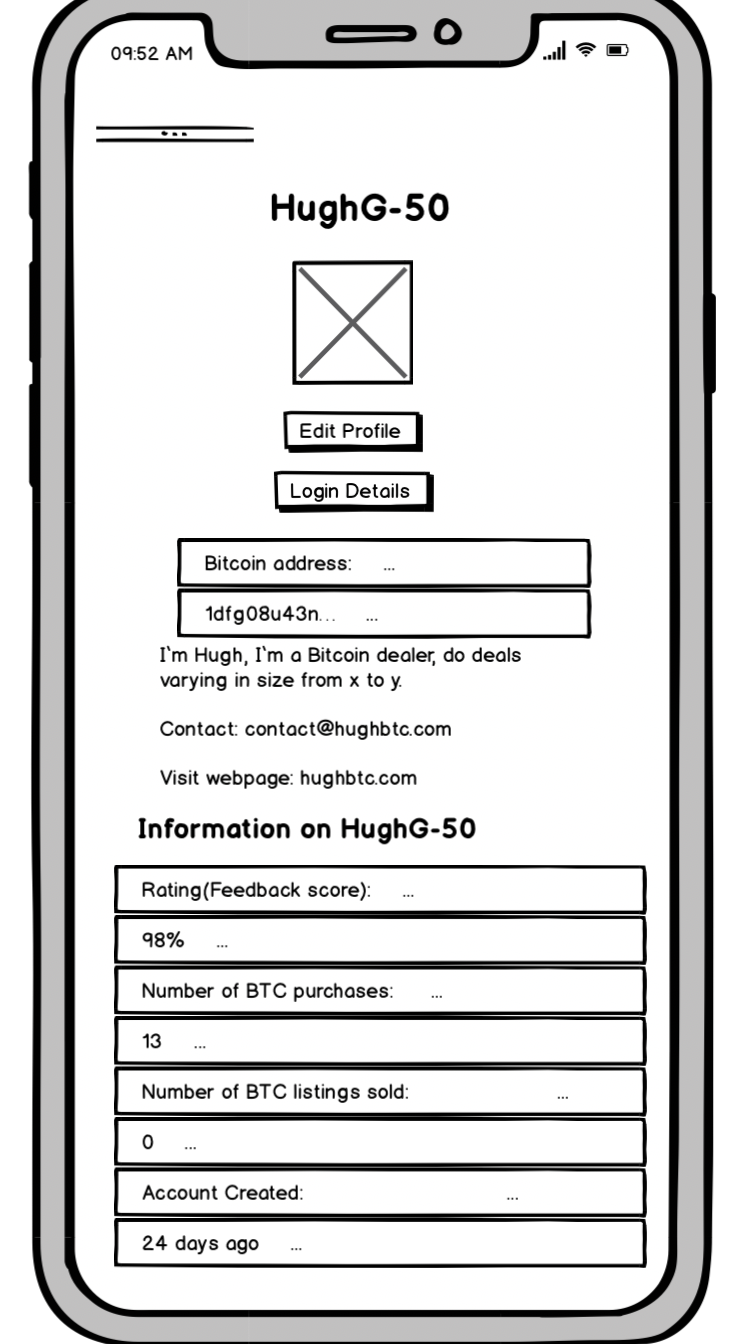 09:52 AM
...
HughG-50
Edit Profile
Login Details
Bitcoin address: ...
1dfg08u43n... ...
I`m Hugh, I`m a Bitcoin dealer, do deals
varying in size from x to y.
Contact: contact@hughbtc.com
Visit webpage: hughbtc.com
Information on HughG-50
Rating(Feedback score): ...
98% ...
Number of BTC purchases: ...
13 ...
Number of BTC listings sold: ...
0 ...
Account Created: ...
24 days ago ...